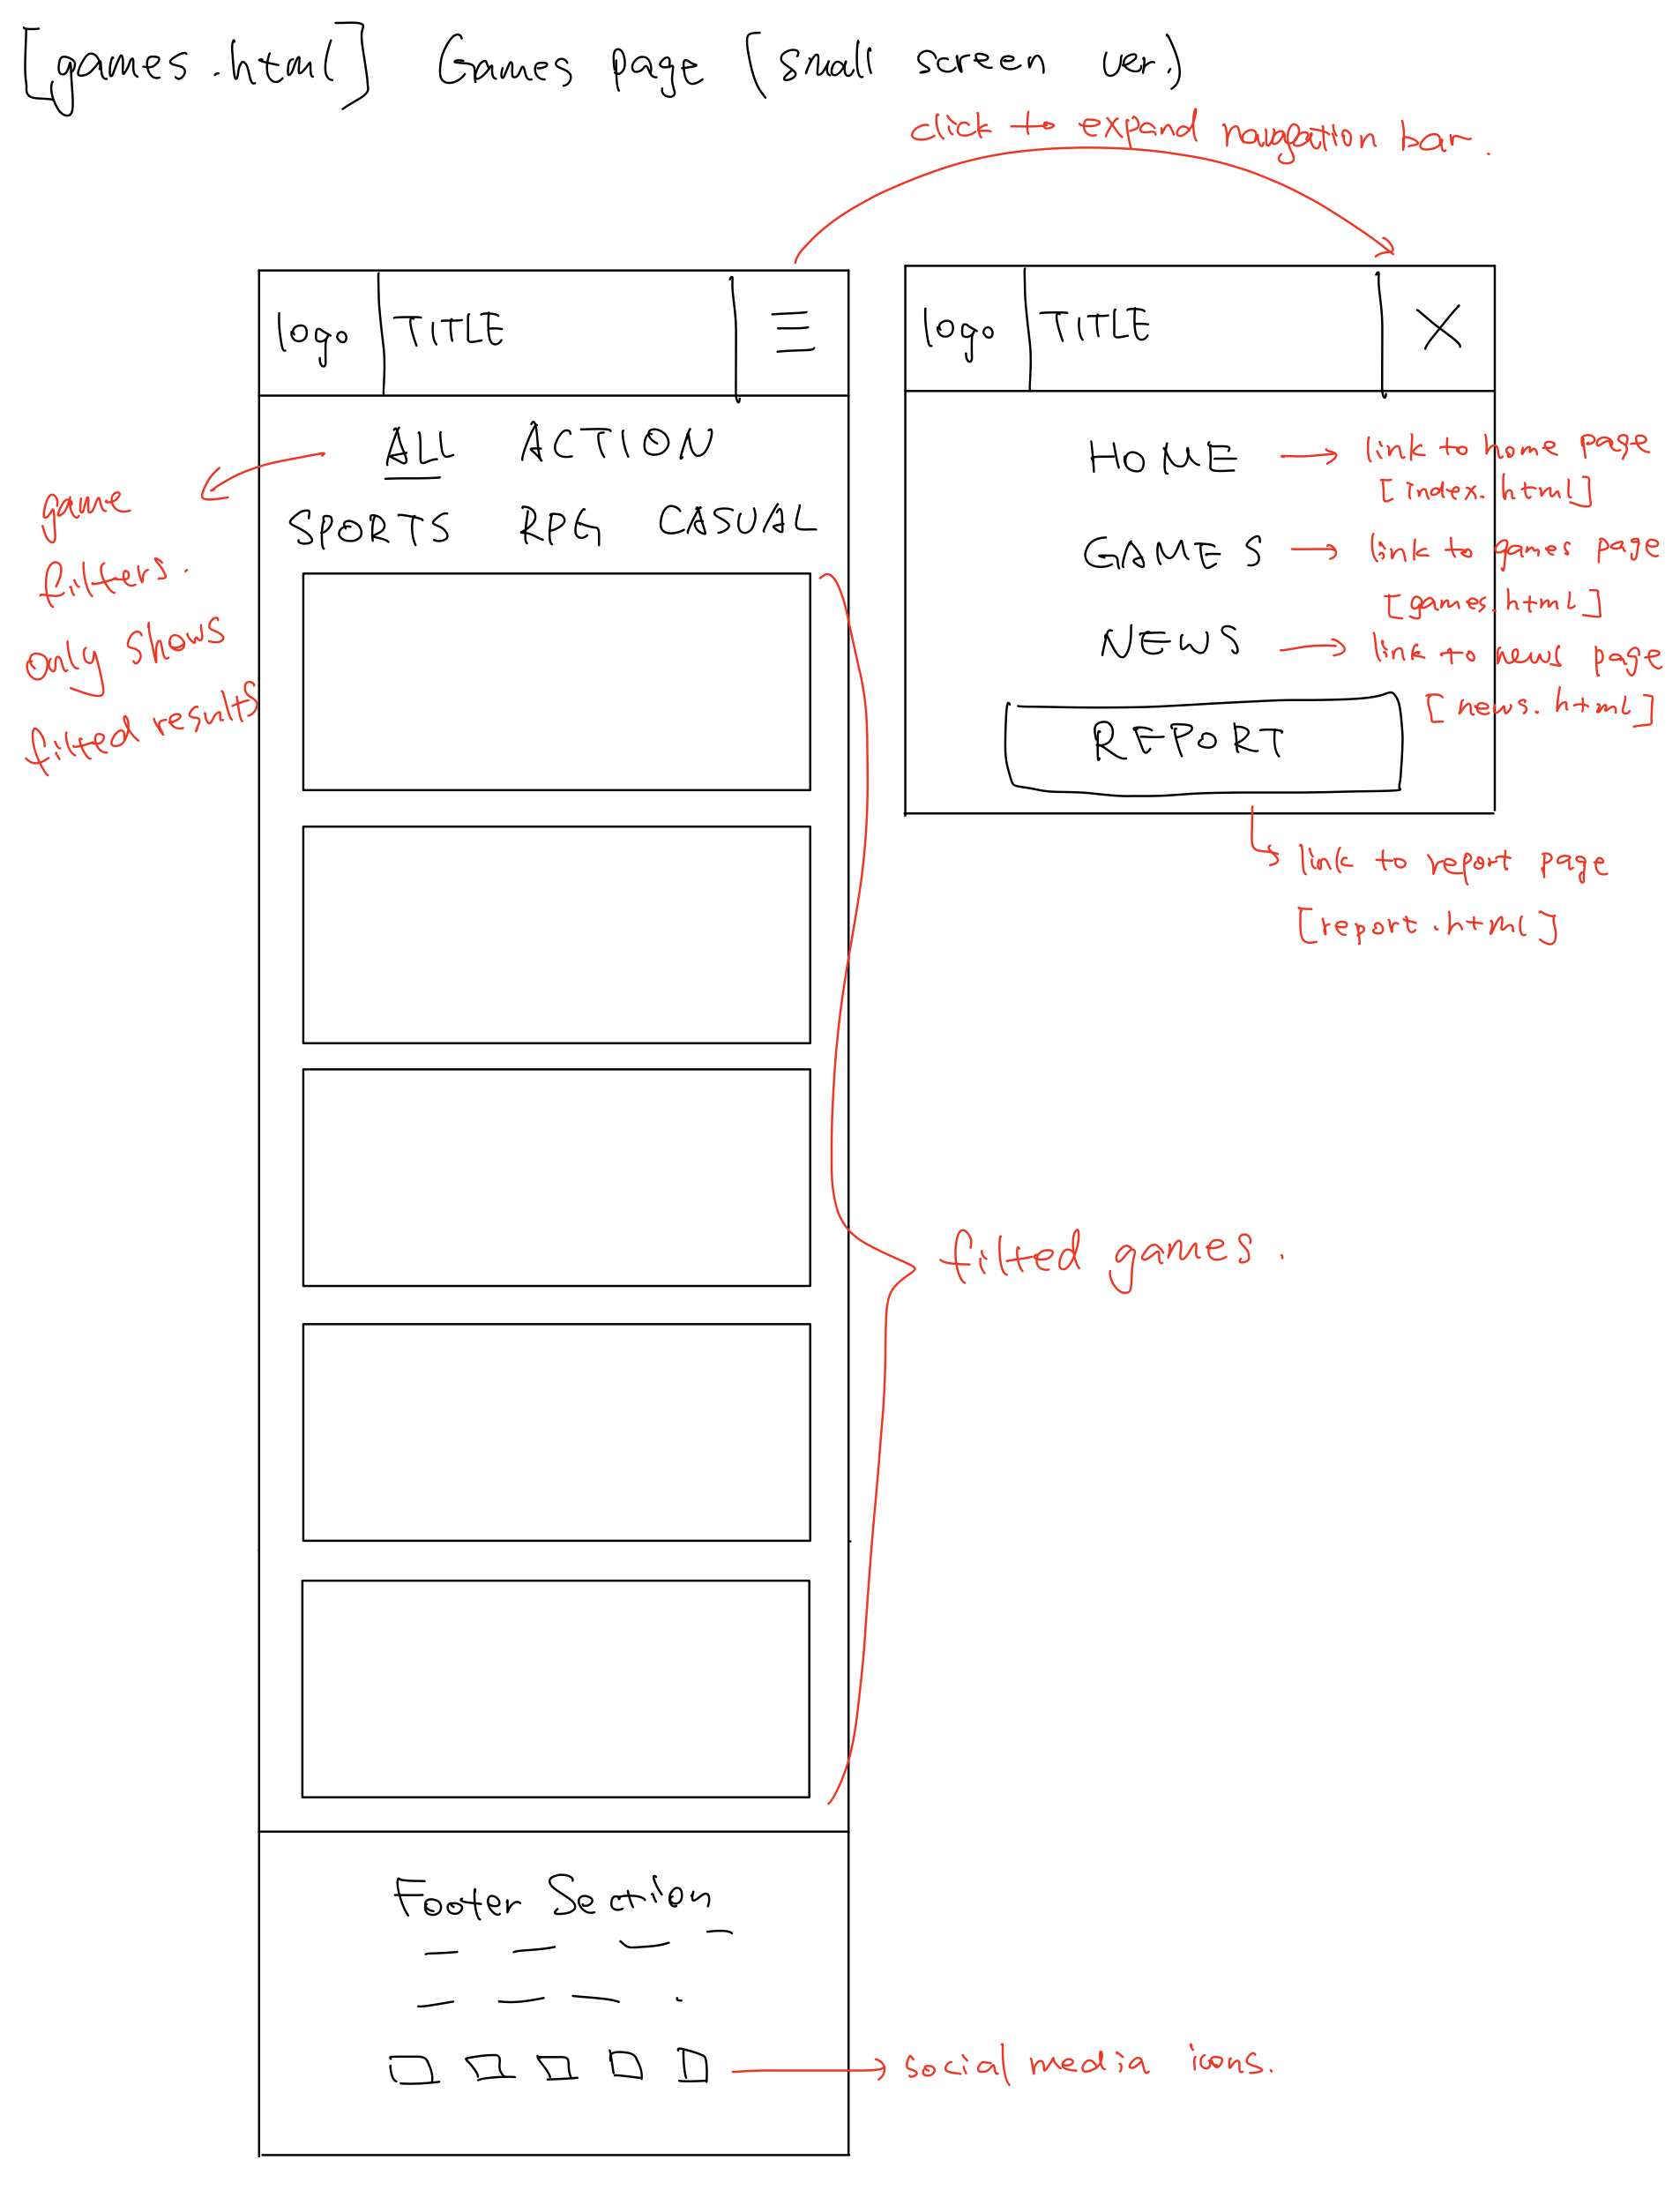 [games.html] Games page (small screen ver.)
click to expand navigation bar.
logo TITLE
ALL ACTION
SPORTS RPG CASUAL
game
filters.
only shows
filted results
logo TITLE X
HOME
link to home page
[index.html]
GAMES
link to games page
[games.html]
NEWS
link to news page
[news.html]
REPORT
link to report page
[report.html]
filted games.
Footer Section
social media icons.